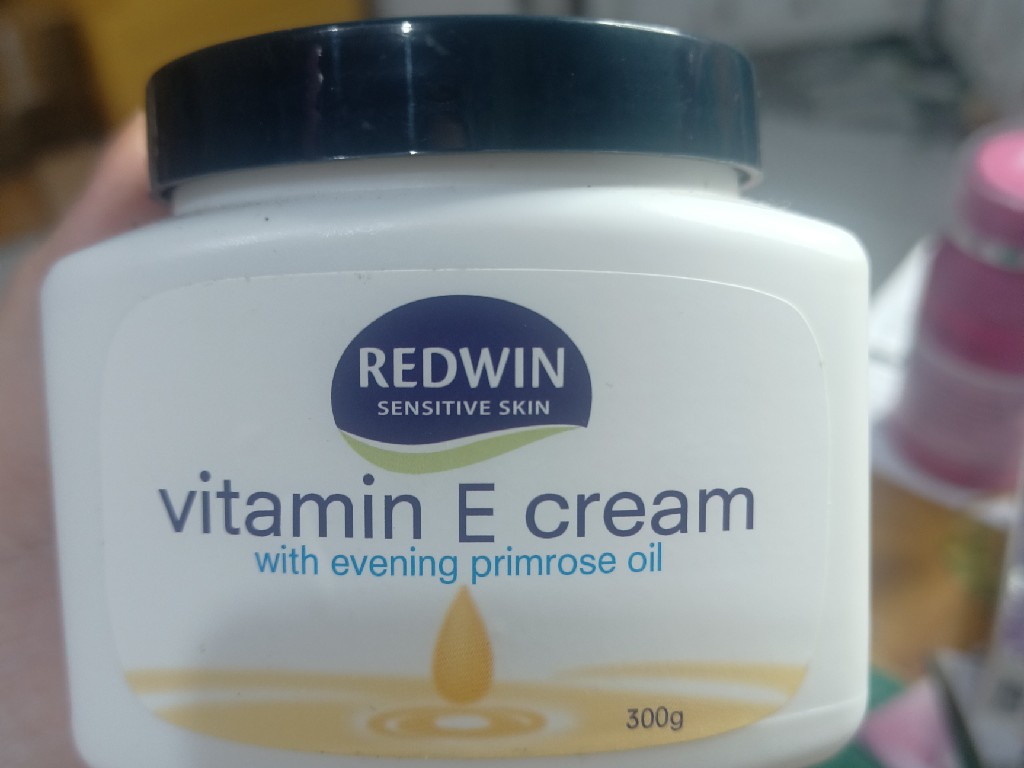 REDWIN
SENSITIVE SKIN
vitamin E cream
with evening primrose oil
300g